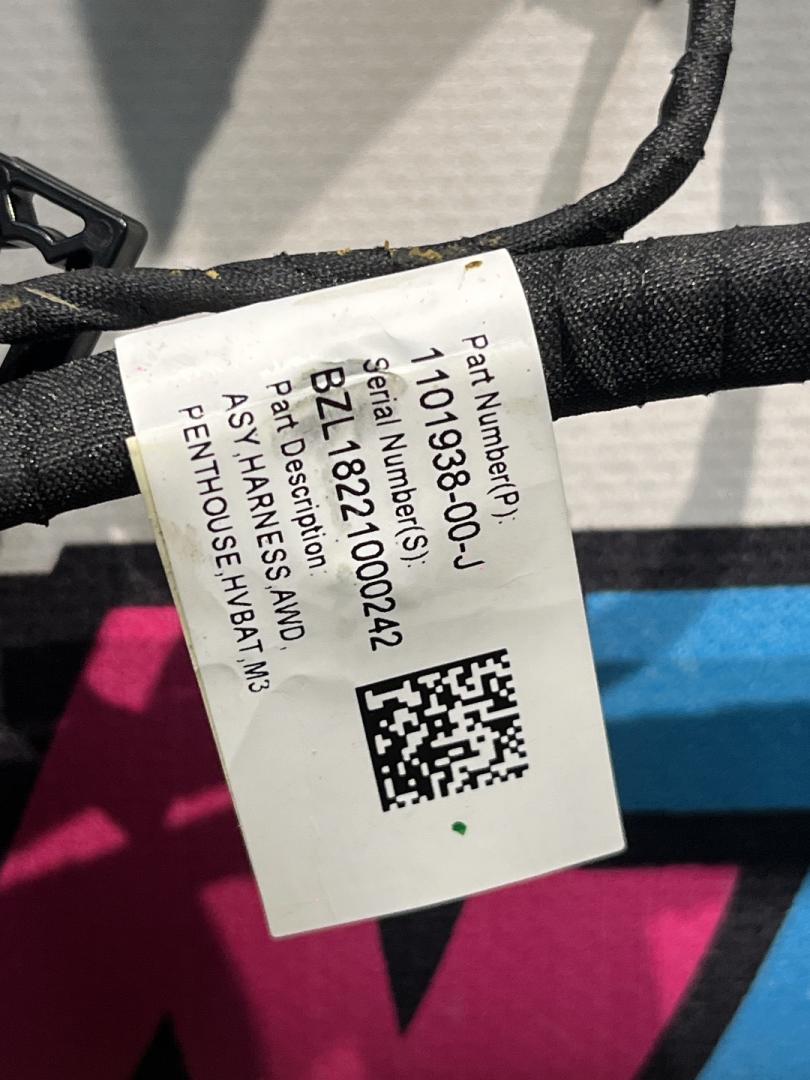 Part Number(P):
1101938-00-J
Serial Number(S):
BZL18221000242
Part Description:
ASY,HARNESS,AWD,
PENTHOUSE,HVBAT,M3